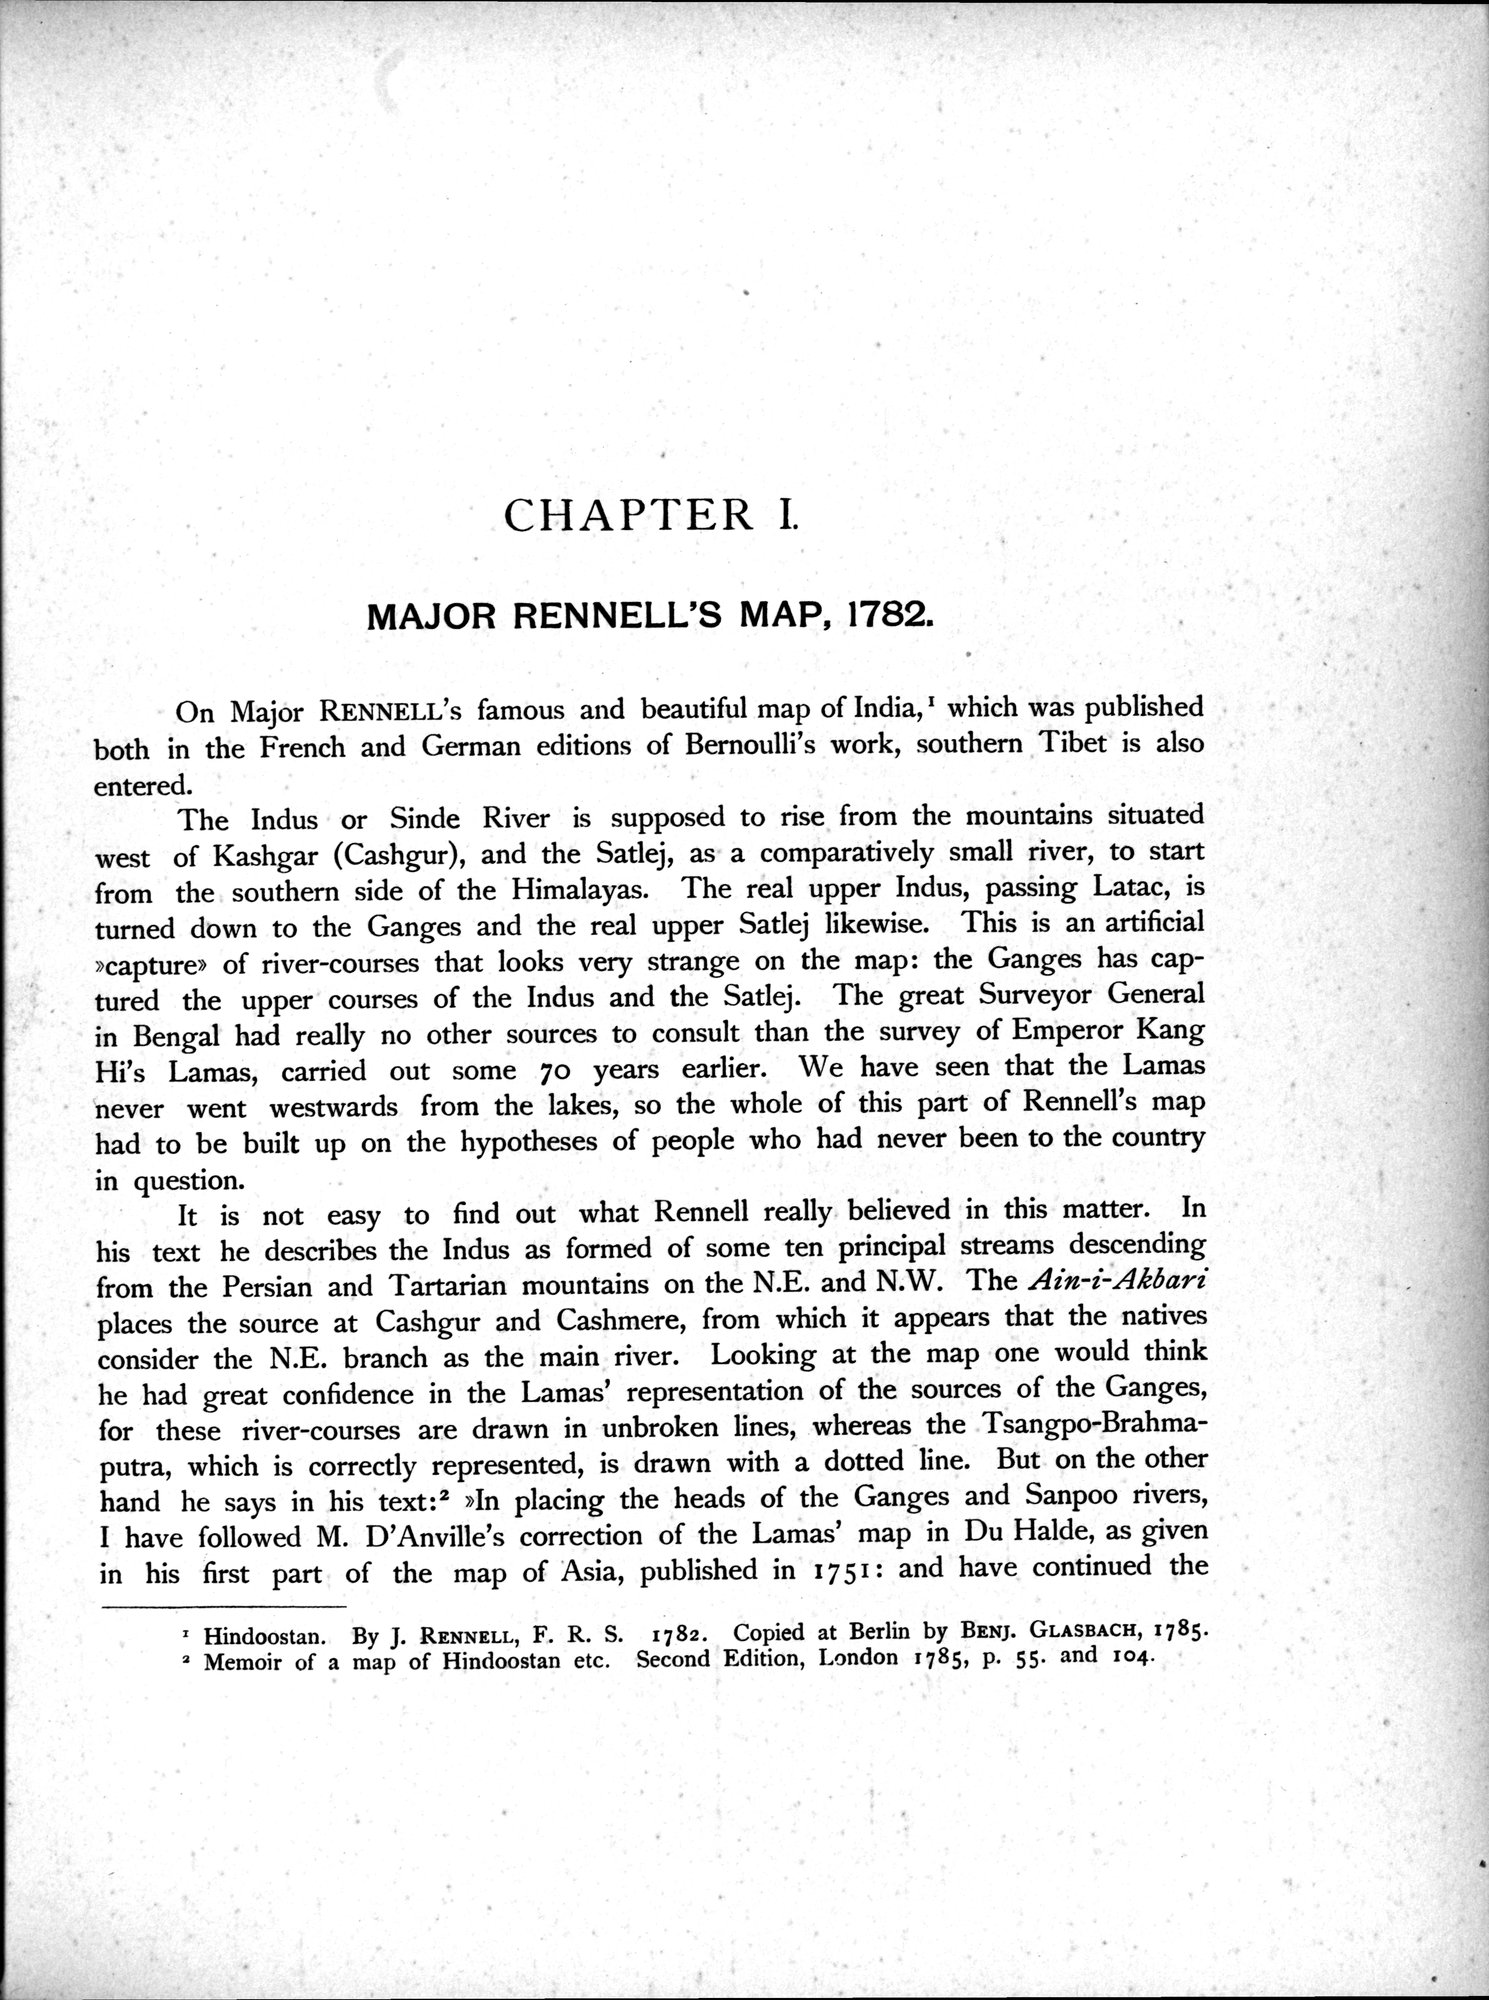 CHAPTER I.
MAJOR RENNELL'S MAP, 1782.
On Major RENNELL's famous and beautiful map of India,¹ which was published
both in the French and German editions of Bernoulli's work, southern Tibet is also
entered.
The Indus or Sinde River is supposed to rise from the mountains situated
west of Kashgar (Cashgur), and the Satlej, as a comparatively small river, to start
from the southern side of the Himalayas. The real upper Indus, passing Latac, is
turned down to the Ganges and the real upper Satlej likewise. This is an artificial
»capture» of river-courses that looks very strange on the map: the Ganges has cap-
tured the upper courses of the Indus and the Satlej. The great Surveyor General
in Bengal had really no other sources to consult than the survey of Emperor Kang
Hi's Lamas, carried out some 70 years earlier. We have seen that the Lamas
never went westwards from the lakes, so the whole of this part of Rennell's map
had to be built up on the hypotheses of people who had never been to the country
in question.
It is not easy to find out what Rennell really believed in this matter. In
his text he describes the Indus as formed of some ten principal streams descending
from the Persian and Tartarian mountains on the N.E. and N.W. The Ain-i-Akbari
places the source at Cashgur and Cashmere, from which it appears that the natives
consider the N.E. branch as the main river. Looking at the map one would think
he had great confidence in the Lamas' representation of the sources of the Ganges,
for these river-courses are drawn in unbroken lines, whereas the Tsangpo-Brahma-
putra, which is correctly represented, is drawn with a dotted line. But on the other
hand he says in his text:² »In placing the heads of the Ganges and Sanpoo rivers,
I have followed M. D'Anville's correction of the Lamas' map in Du Halde, as given
in his first part of the map of Asia, published in 1751: and have continued the
¹ Hindoostan. By J. RENNELL, F. R. S. 1782. Copied at Berlin by BENJ. GLASBACH, 1785.
² Memoir of a map of Hindoostan etc. Second Edition, London 1785, p. 55. and 104.